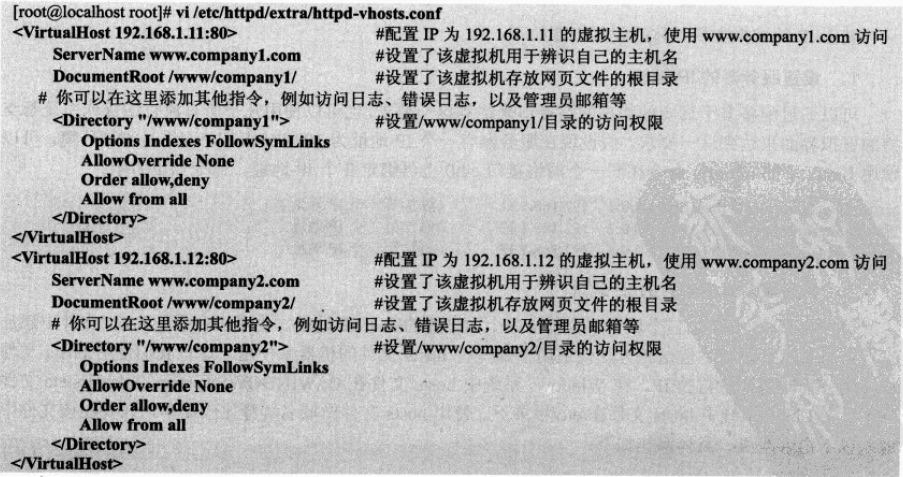 [root@localhost root]# vi /etc/httpd/extra/httpd-vhosts.conf
<VirtualHost 192.168.1.11:80> #配置 IP 为 192.168.1.11 的虚拟主机，使用 www.company1.com 访问
ServerName www.company1.com #设置了该虚拟机用于辨识自己的主机名
DocumentRoot /www/company1/ #设置了该虚拟机存放网页文件的根目录
# 你可以在这里添加其他指令，例如访问日志、错误日志，以及管理员邮箱等
<Directory "/www/company1"> #设置/www/company1/目录的访问权限
Options Indexes FollowSymLinks
AllowOverride None
Order allow,deny
Allow from all
</Directory>
</VirtualHost>
<VirtualHost 192.168.1.12:80> #配置 IP 为 192.168.1.12 的虚拟主机，使用 www.company2.com 访问
ServerName www.company2.com #设置了该虚拟机用于辨识自己的主机名
DocumentRoot /www/company2/ #设置了该虚拟机存放网页文件的根目录
# 你可以在这里添加其他指令，例如访问日志、错误日志，以及管理员邮箱等
<Directory "/www/company2"> #设置/www/company2/目录的访问权限
Options Indexes FollowSymLinks
AllowOverride None
Order allow,deny
Allow from all
</Directory>
</VirtualHost>